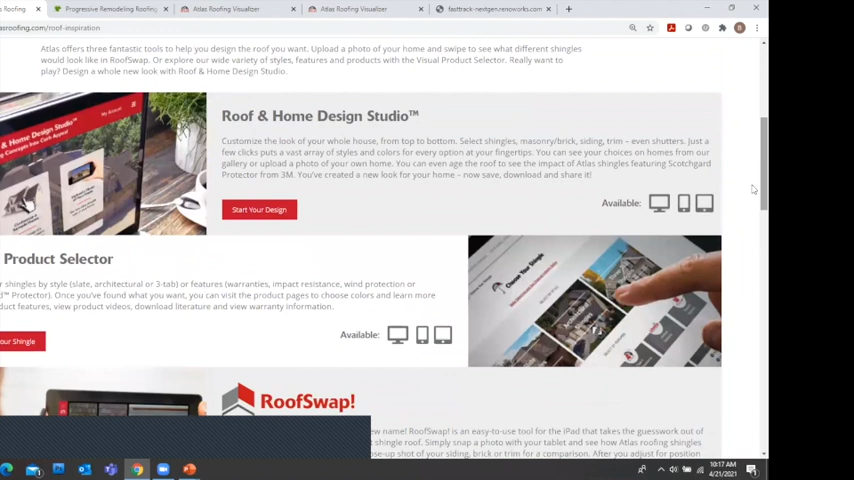 as Roofing
Progressive Remodeling Roofing
Atlas Roofing Visualizer
Atlas Roofing Visualizer
fasttrack-nextgen.renoworks.com
asroofing.com/roof-inspiration
Atlas offers three fantastic tools to help you design the roof you want. Upload a photo of your home and swipe to see what different shingles
would look like in RoofSwap. Or explore our wide variety of styles, features and products with the Visual Product Selector. Really want to
play? Design a whole new look with Roof & Home Design Studio.
Roof & Home Design Studio™
Customize the look of your whole house, from top to bottom. Select shingles, masonry/brick, siding, trim – even shutters. Just a
few clicks puts a vast array of styles and colors for every option at your fingertips. You can see your choices on homes from our
gallery or upload a photo of your own home. You can even age the roof to see the impact of Atlas shingles featuring Scotchgard
Protector from 3M. You've created a new look for your home – now save, download and share it!
Start Your Design
Available:
Product Selector
r shingles by style (slate, architectural or 3-tab) or features (warranties, impact resistance, wind protection or
d™ Protector). Once you've found what you want, you can visit the product pages to choose colors and learn more
duct features, view product videos, download literature and view warranty information.
our Shingle
Available:
Choose Your Shingle
RoofSwap!
ew name! RoofSwap! is an easy-to-use tool for the iPad that takes the guesswork out of
t shingle roof. Simply snap a photo with your tablet and see how Atlas roofing shingles
ose-up shot of your siding, brick or trim for a comparison. After you adjust for position
10:17 AM
4/21/2021